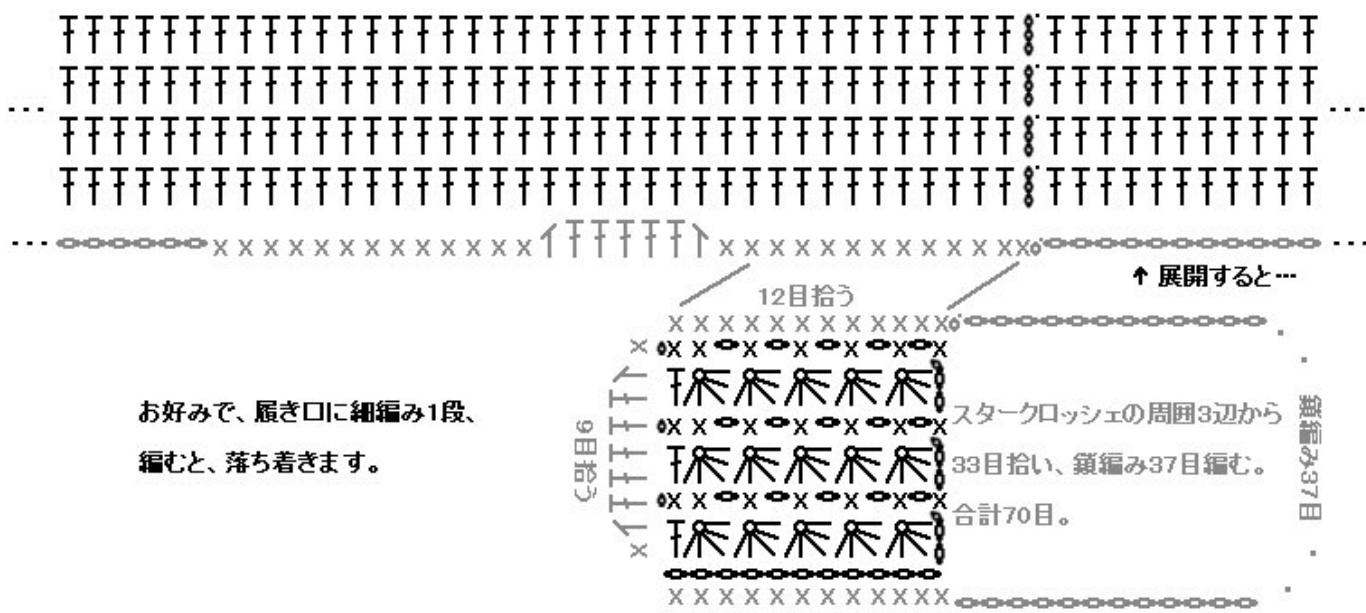 ↑ 展開すると…
12目拾う
お好みで、履き口に細編み1段、
編むと、落ち着きます。
9目拾う
スタークロッシェの周囲3辺から
33目拾い、鎖編み37目編む。
合計70目。
鎖編み37目